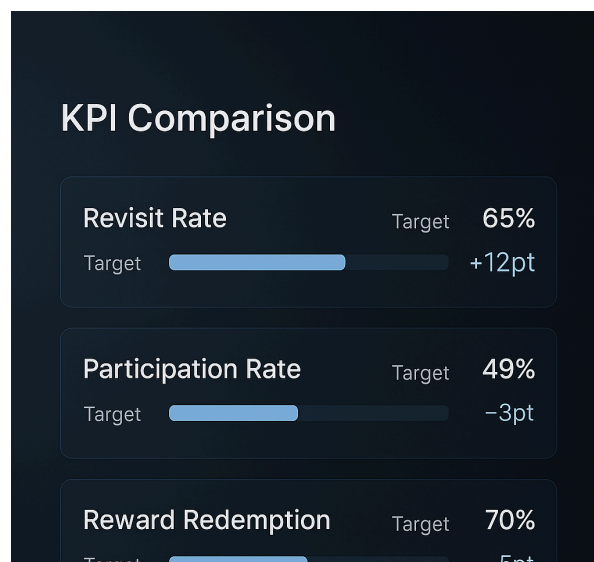 KPI Comparison
Revisit Rate Target 65%
Target +12pt
Participation Rate Target 49%
Target −3pt
Reward Redemption Target 70%